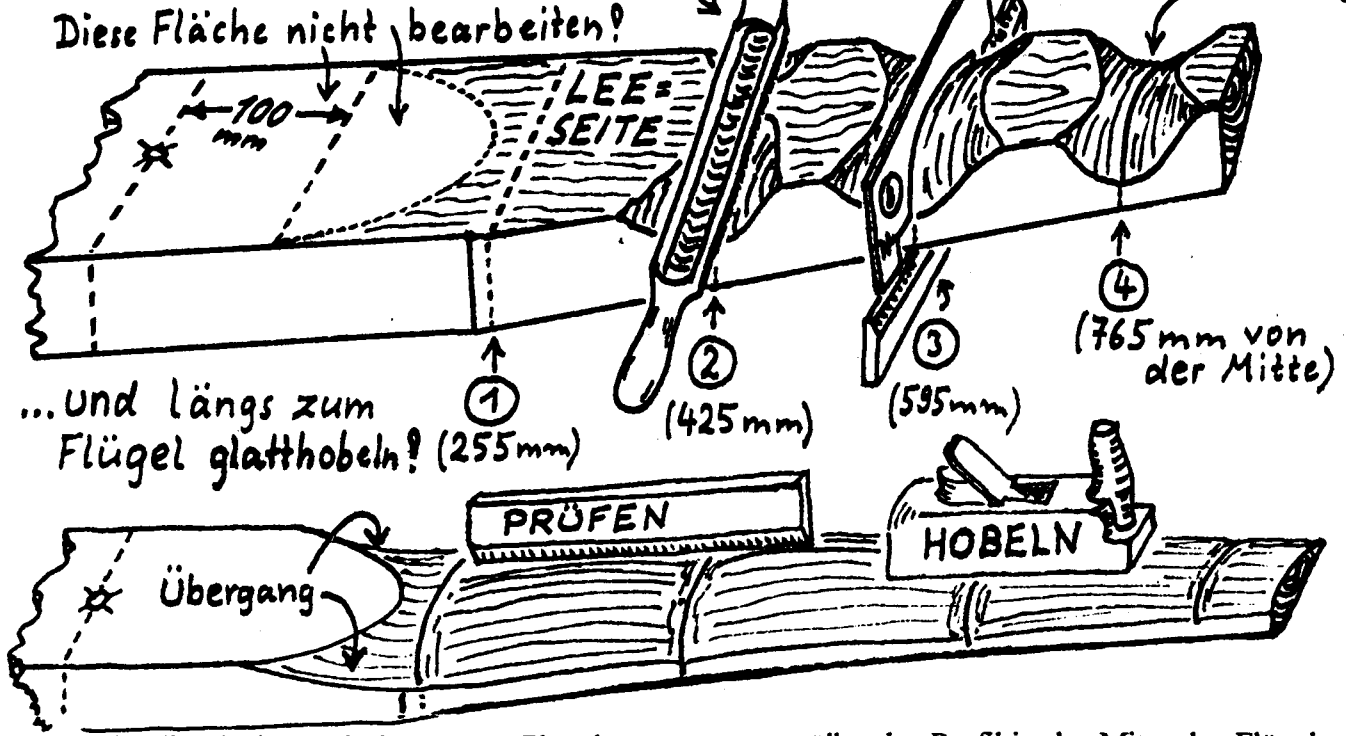 Diese Fläche nicht bearbeiten!
100
mm
LEE=
SEITE
4
(765 mm von
der Mitte)
3
(595mm)
2
(425mm)
1
(255mm)
...und längs zum
Flügel glatthobeln!
PRÜFEN
HOBELN
Übergang